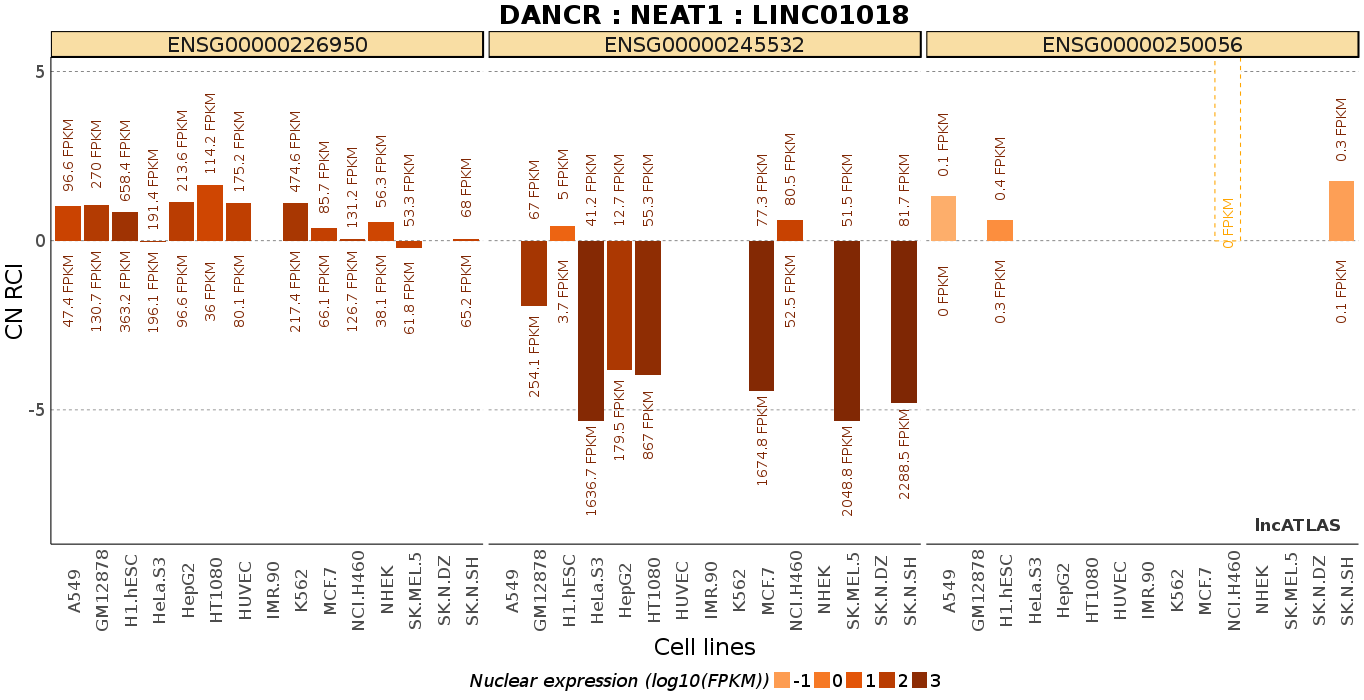 DANCR : NEAT1 : LINC01018
ENSG00000226950 ENSG00000245532 ENSG00000250056
CN RCI
5
0
-5
96.6 FPKM 270 FPKM 658.4 FPKM 191.4 FPKM 213.6 FPKM 114.2 FPKM 175.2 FPKM 474.6 FPKM 85.7 FPKM 131.2 FPKM 56.3 FPKM 53.3 FPKM 68 FPKM
47.4 FPKM 130.7 FPKM 363.2 FPKM 196.1 FPKM 96.6 FPKM 36 FPKM 80.1 FPKM 217.4 FPKM 66.1 FPKM 126.7 FPKM 38.1 FPKM 61.8 FPKM 65.2 FPKM
67 FPKM 5 FPKM 41.2 FPKM 12.7 FPKM 55.3 FPKM 77.3 FPKM 80.5 FPKM 51.5 FPKM 81.7 FPKM
254.1 FPKM 3.7 FPKM 1636.7 FPKM 179.5 FPKM 867 FPKM 1674.8 FPKM 52.5 FPKM 2048.8 FPKM 2288.5 FPKM
0.1 FPKM 0.4 FPKM 0 FPKM 0.3 FPKM
0 FPKM 0.3 FPKM 0.1 FPKM
lncATLAS
A549 GM12878 H1.hESC HeLa.S3 HepG2 HT1080 HUVEC IMR.90 K562 MCF.7 NCI.H460 NHEK SK.MEL.5 SK.N.DZ SK.N.SH
A549 GM12878 H1.hESC HeLa.S3 HepG2 HT1080 HUVEC IMR.90 K562 MCF.7 NCI.H460 NHEK SK.MEL.5 SK.N.DZ SK.N.SH
A549 GM12878 H1.hESC HeLa.S3 HepG2 HT1080 HUVEC IMR.90 K562 MCF.7 NCI.H460 NHEK SK.MEL.5 SK.N.DZ SK.N.SH
Cell lines
Nuclear expression (log10(FPKM)) -1 0 1 2 3